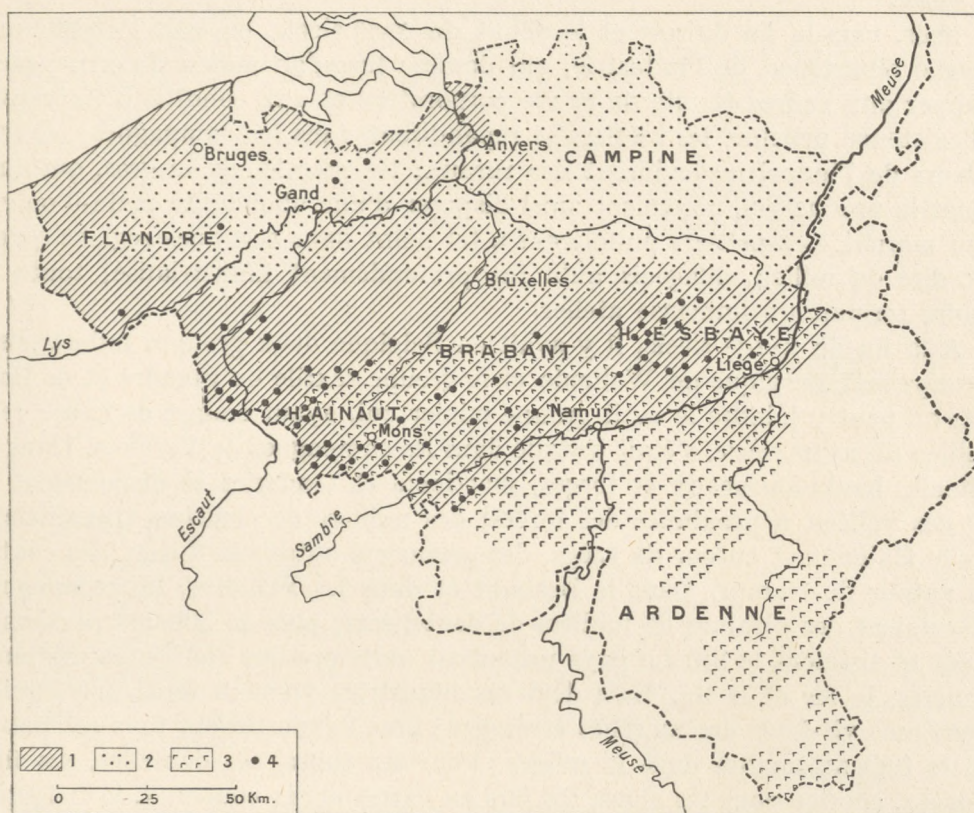 Meuse
Bruges
Anvers
CAMPINE
Gand
FLANDRE
Bruxelles
Lys
HESBAYE
BRABANT
Liége
HAINAUT
Namur
Mons
Escaut
Sambre
ARDENNE
Meuse
1 2 3 4
0 25 50 Km.